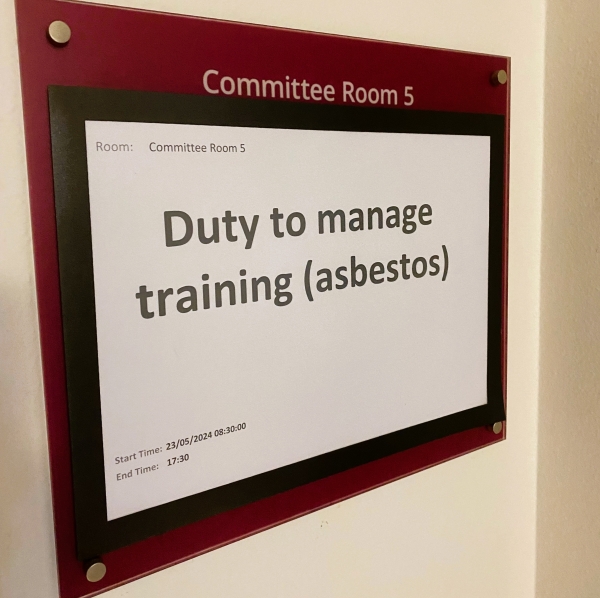 Committee Room 5
Room: Committee Room 5
Duty to manage
training (asbestos)
Start Time: 23/05/2024 08:30:00
End Time: 17:30